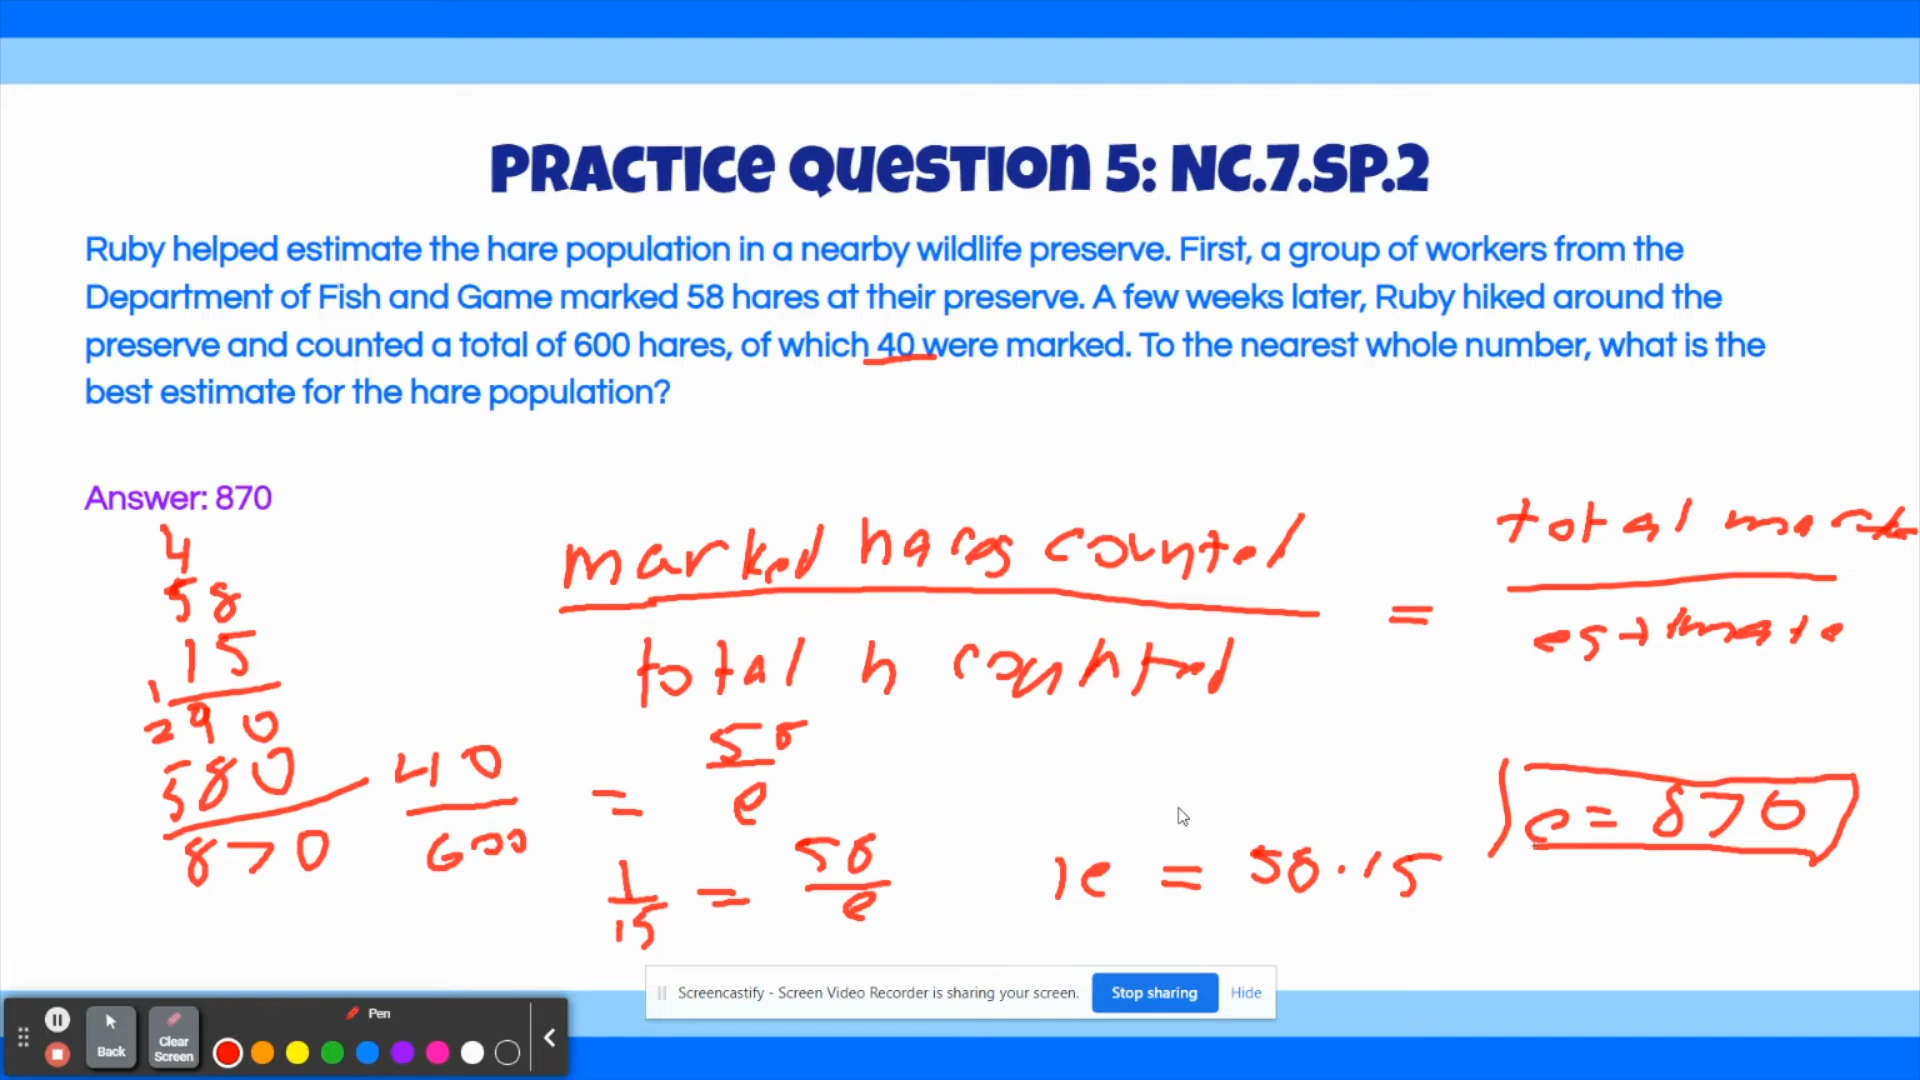 PRACTICE QUESTION 5: NC.7.SP.2
Ruby helped estimate the hare population in a nearby wildlife preserve. First, a group of workers from the
Department of Fish and Game marked 58 hares at their preserve. A few weeks later, Ruby hiked around the
preserve and counted a total of 600 hares, of which 40 were marked. To the nearest whole number, what is the
best estimate for the hare population?
Answer: 870
4
58
15
1
290
580
870
marked hares counted
total h counted
=
total mark
estimate
40
600
=
58
e
1
15
=
58
e
1e = 58·15
e = 870
Screencastify - Screen Video Recorder is sharing your screen.
Stop sharing
Hide
Pen
Back
Clear
Screen